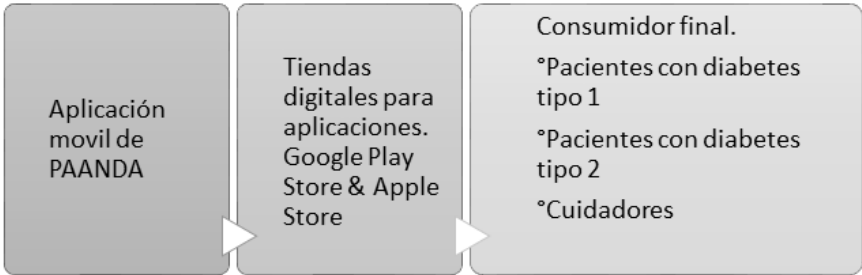 Aplicación
movil de
PAANDA
Tiendas
digitales para
aplicaciones.
Google Play
Store & Apple
Store
Consumidor final.
°Pacientes con diabetes
tipo 1
°Pacientes con diabetes
tipo 2
°Cuidadores